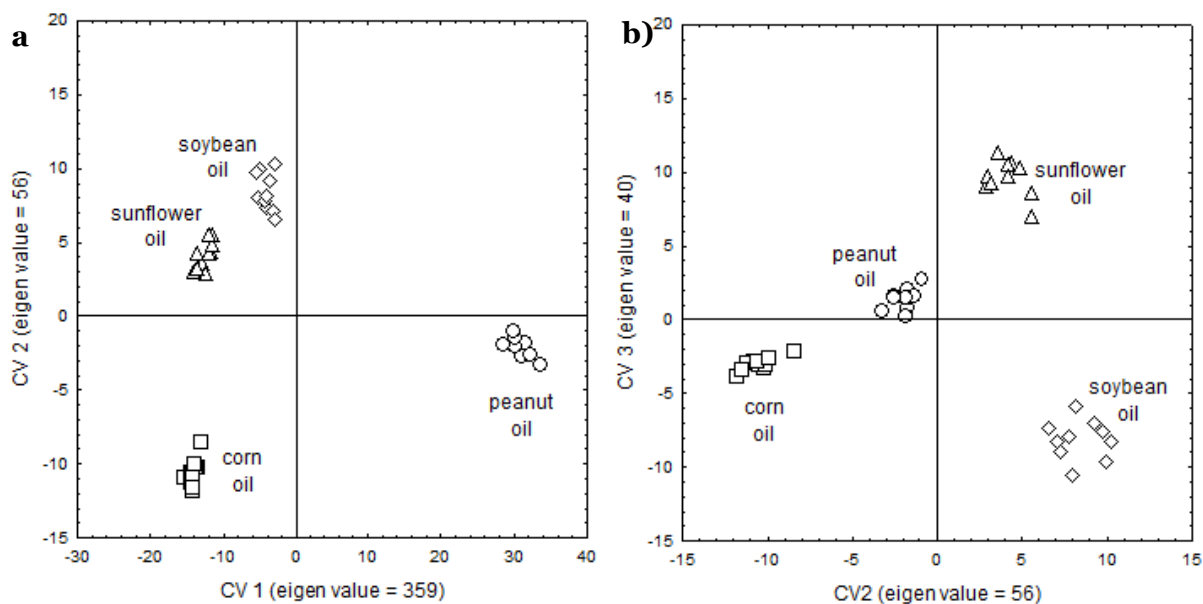 a
20
15
10
5
0
-5
-10
-15
-30
-20
-10
0
10
20
30
40
CV 2 (eigen value = 56)
CV 1 (eigen value = 359)
soybean
oil
sunflower
oil
peanut
oil
corn
oil
b)
20
15
10
5
0
-5
-10
-15
-15
-10
-5
0
5
10
15
CV 3 (eigen value = 40)
CV2 (eigen value = 56)
sunflower
oil
peanut
oil
corn
oil
soybean
oil